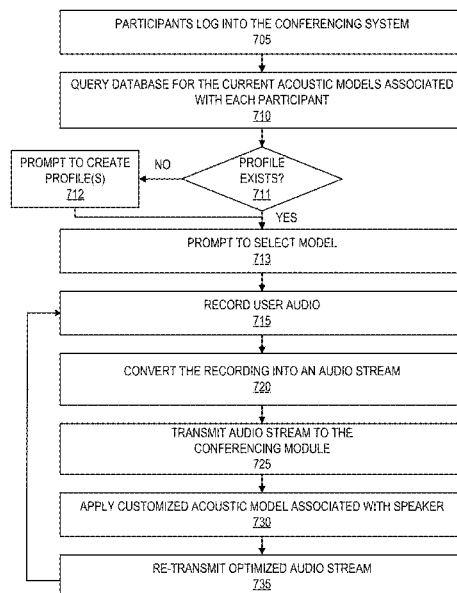 PARTICIPANTS LOG INTO THE CONFERENCING SYSTEM
705
QUERY DATABASE FOR THE CURRENT ACOUSTIC MODELS ASSOCIATED
WITH EACH PARTICIPANT
710
PROFILE
EXISTS?
711
NO
PROMPT TO CREATE
PROFILE(S)
712
YES
PROMPT TO SELECT MODEL
713
RECORD USER AUDIO
715
CONVERT THE RECORDING INTO AN AUDIO STREAM
720
TRANSMIT AUDIO STREAM TO THE
CONFERENCING MODULE
725
APPLY CUSTOMIZED ACOUSTIC MODEL ASSOCIATED WITH SPEAKER
730
RE-TRANSMIT OPTIMIZED AUDIO STREAM
735